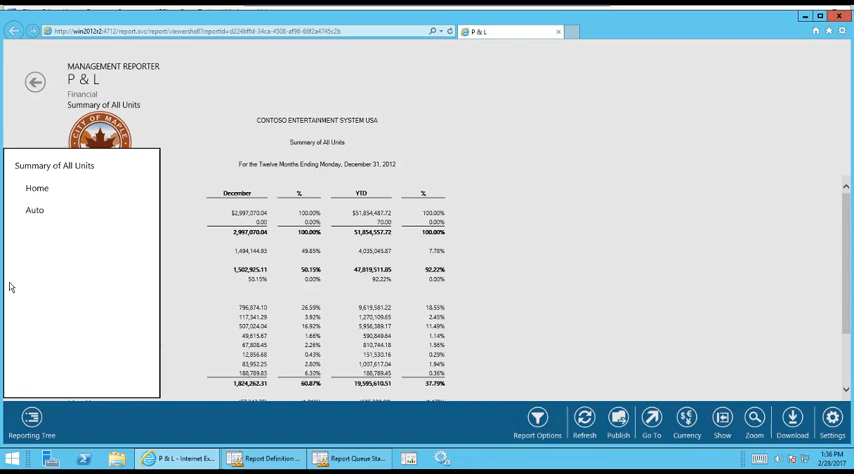 http://win2012r2:4712/report.svc/report/viewershell?reportId=d224bffd-34ca-4508-af96-68f2a4745c2b
P & L
MANAGEMENT REPORTER
P & L
Financial
Summary of All Units
CITY OF MAPLE
CONTOSO ENTERTAINMENT SYSTEM USA
Summary of All Units
For the Twelve Months Ending Monday, December 31, 2012
Summary of All Units
Home
Auto
December % YTD %
$2,997,070.04 100.00% $51,854,487.72 100.00%
0.00 0.00% 70.00 0.00%
2,997,070.04 100.00% 51,854,557.72 100.00%
1,494,144.93 49.85% 4,035,045.87 7.78%
1,502,925.11 50.15% 47,819,511.85 92.22%
50.15% 0.00% 92.22% 0.00%
796,874.10 26.59% 9,619,581.22 18.55%
117,341.29 3.92% 1,270,109.65 2.45%
507,024.04 16.92% 5,956,389.17 11.49%
49,615.67 1.66% 590,849.64 1.14%
67,808.45 2.26% 810,744.18 1.56%
12,856.68 0.43% 151,530.16 0.29%
83,952.25 2.80% 1,007,617.04 1.94%
188,789.83 6.30% 188,789.45 0.36%
1,824,262.31 60.87% 19,595,610.51 37.79%
Reporting Tree
Report Options
Refresh
Publish
Go To
Currency
Show
Zoom
Download
Settings
P & L - Internet Ex...
Report Definition ...
Report Queue Sta...
1:36 PM
2/28/2017